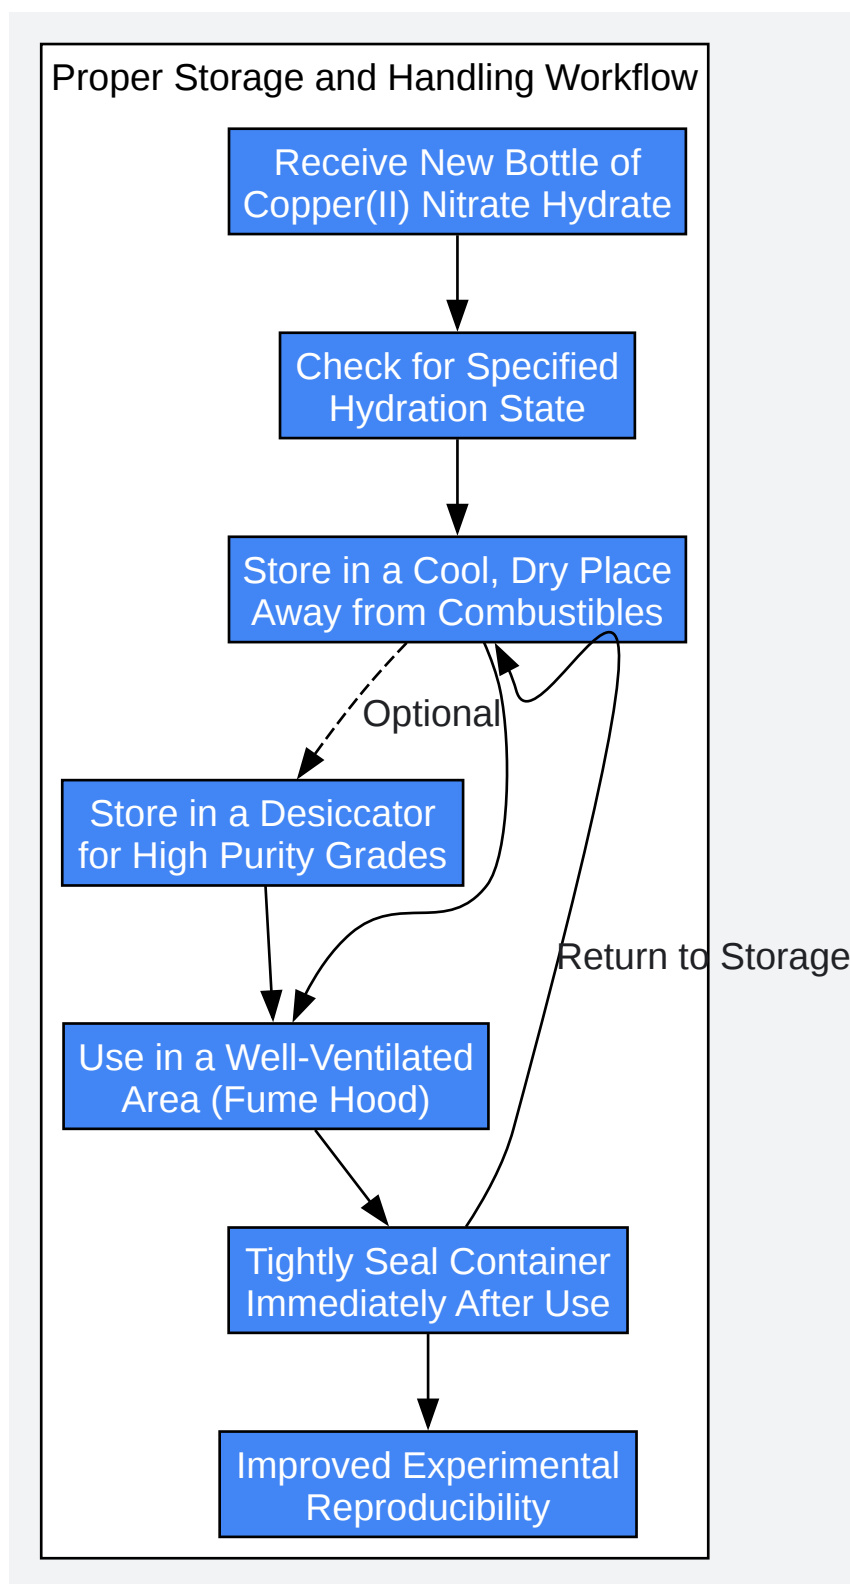 Proper Storage and Handling Workflow
Receive New Bottle of
Copper(II) Nitrate Hydrate
Check for Specified
Hydration State
Store in a Cool, Dry Place
Away from Combustibles
Optional
Store in a Desiccator
for High Purity Grades
Return to Storage
Use in a Well-Ventilated
Area (Fume Hood)
Tightly Seal Container
Immediately After Use
Improved Experimental
Reproducibility